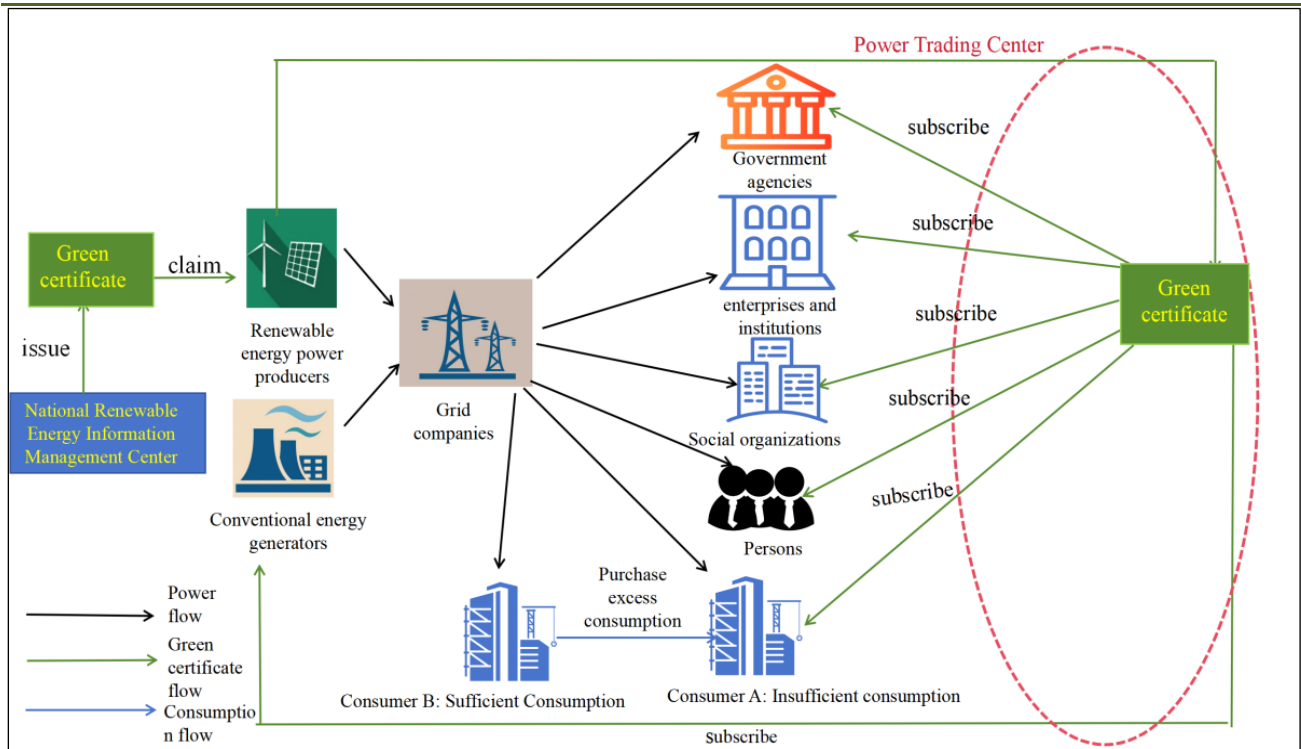 Power Trading Center
subscribe
Government
agencies
subscribe
Green
certificate
claim
enterprises and
institutions
subscribe
Green
certificate
issue
Renewable
energy power
producers
National Renewable
Energy Information
Management Center
Grid
companies
subscribe
Social organizations
subscribe
Conventional energy
generators
Persons
Purchase
excess
consumption
Power
flow
Green
certificate
flow
Consumptio
n flow
Consumer B: Sufficient Consumption
Consumer A: Insufficient consumption
subscribe